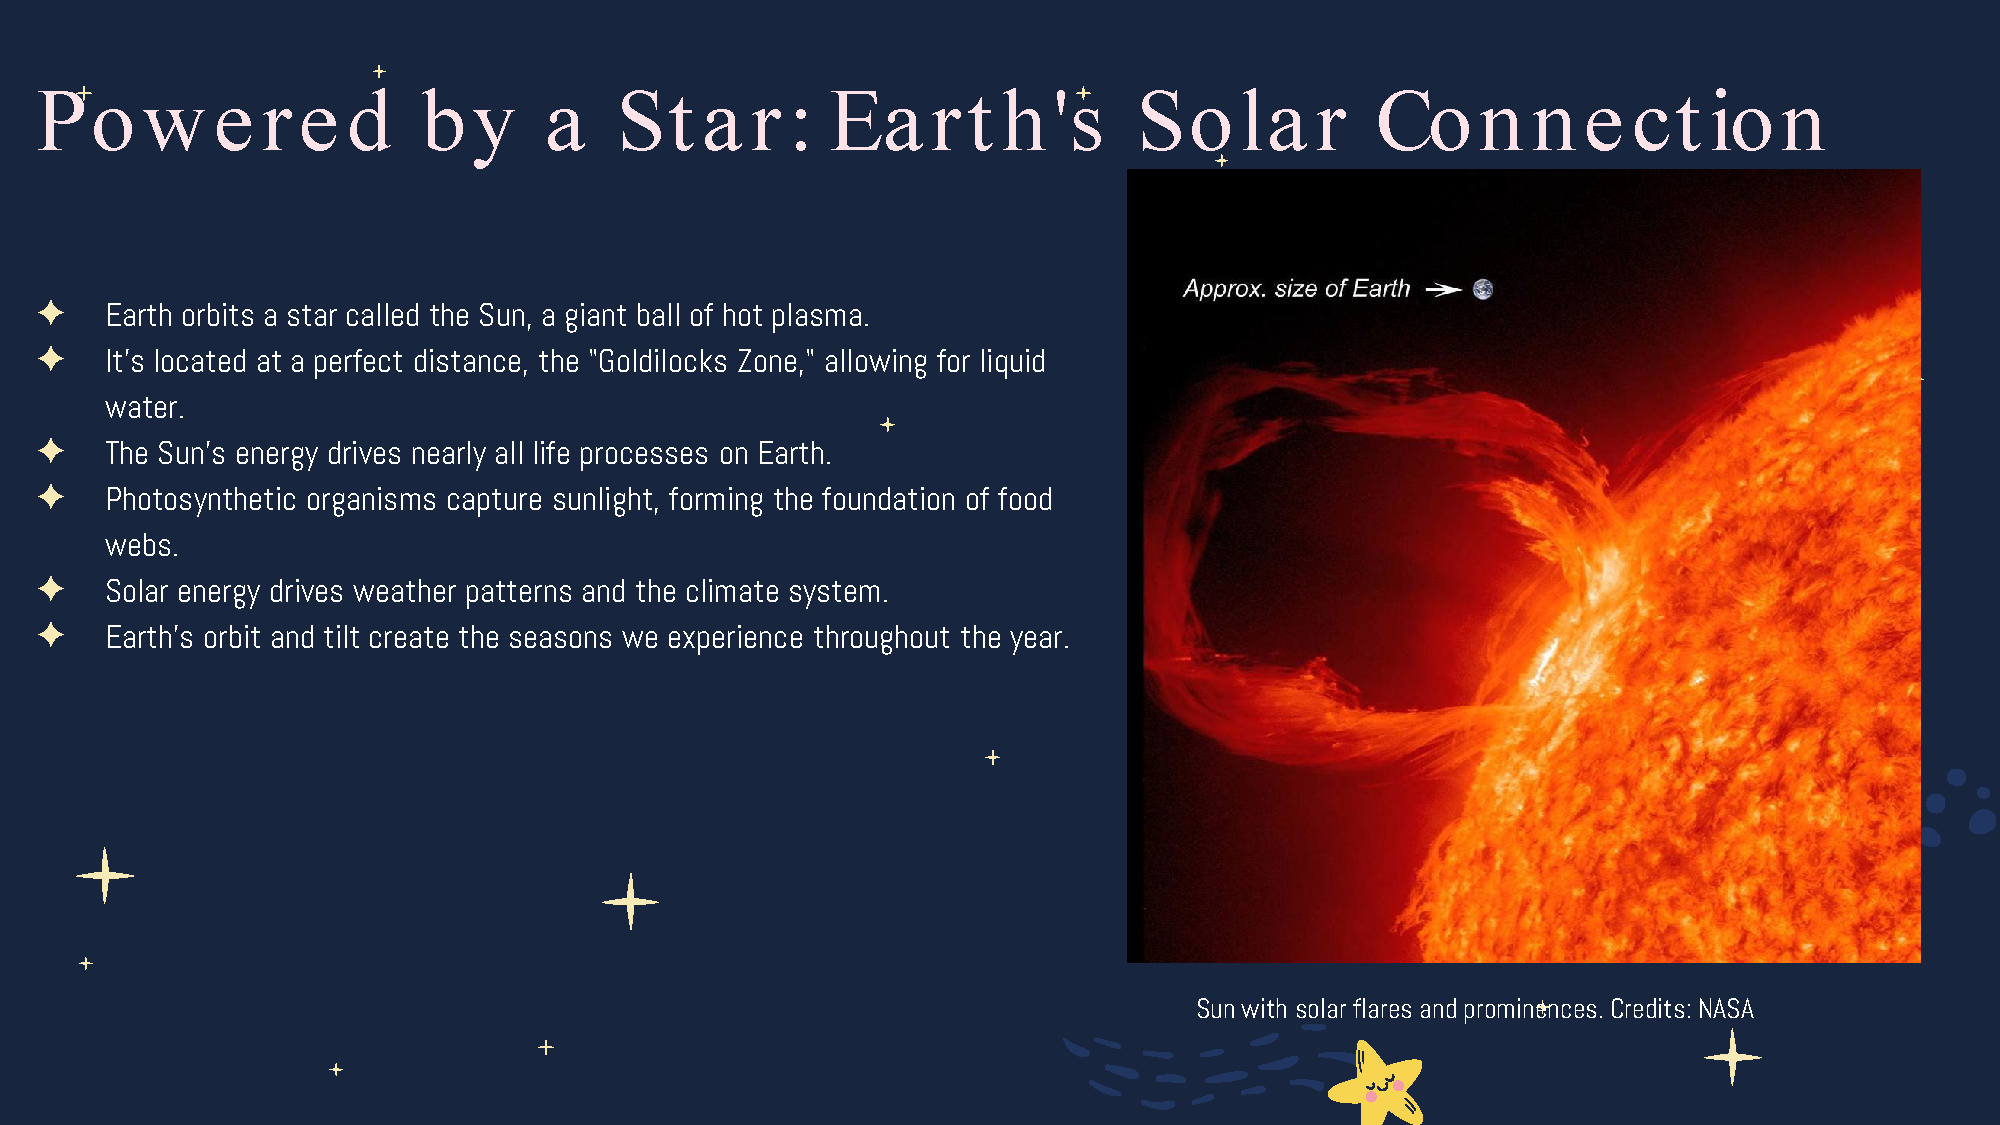 Powered by a Star: Earth's Solar Connection
Earth orbits a star called the Sun, a giant ball of hot plasma.
It's located at a perfect distance, the "Goldilocks Zone," allowing for liquid
water.
The Sun's energy drives nearly all life processes on Earth.
Photosynthetic organisms capture sunlight, forming the foundation of food
webs.
Solar energy drives weather patterns and the climate system.
Earth's orbit and tilt create the seasons we experience throughout the year.
Approx. size of Earth
Sun with solar flares and prominences. Credits: NASA